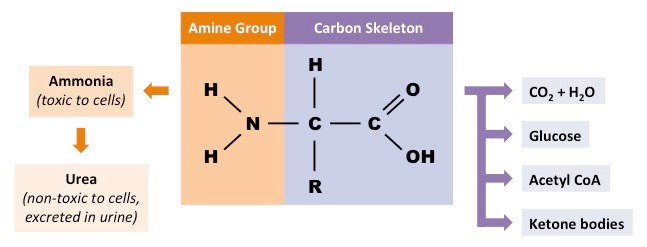 Amine Group
Carbon Skeleton
Ammonia
(toxic to cells)
Urea
(non-toxic to cells,
excreted in urine)
H
H
O
N
C
C
H
OH
R
CO₂ + H₂O
Glucose
Acetyl CoA
Ketone bodies